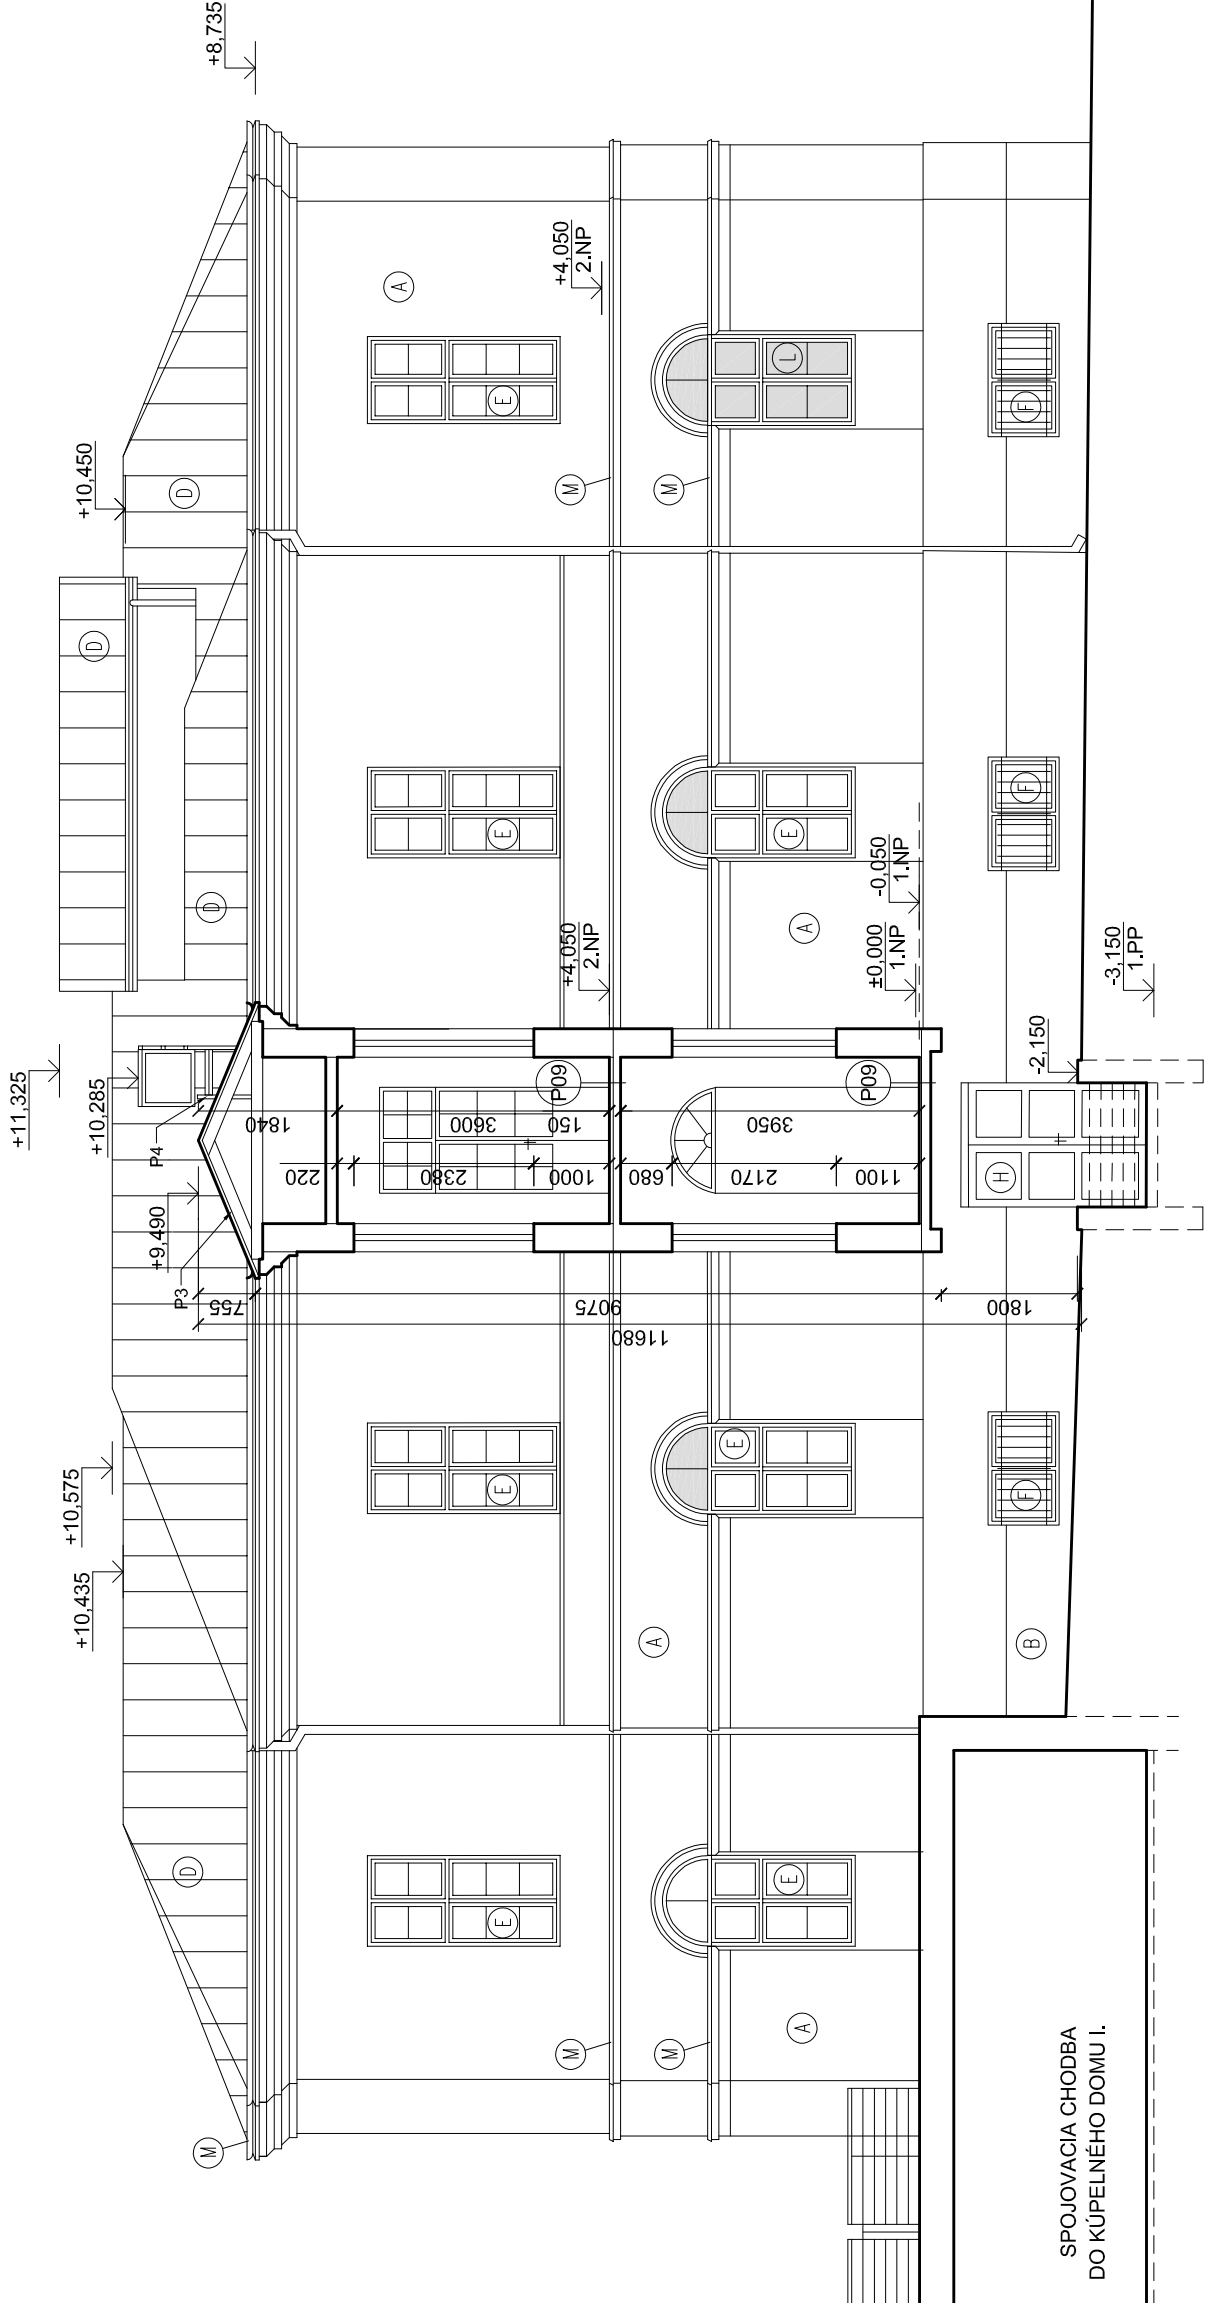 +11,325
+10,285
P4
+9,490
P3
+10,575
+10,435
+10,450
+8,735
D
D
D
D
M
A
E
E
E
E
+4,050
2.NP
+4,050
2.NP
M
M
M
M
L
E
E
E
A
A
A
-0,050
1.NP
±0,000
1.NP
F
F
F
B
H
-2,150
-3,150
1.PP
P09
P09
1840
3600
150
3950
220
2380
1000
680
2170
1100
755
9075
1800
11680
SPOJOVACIA CHODBA
DO KÚPELNÉHO DOMU I.